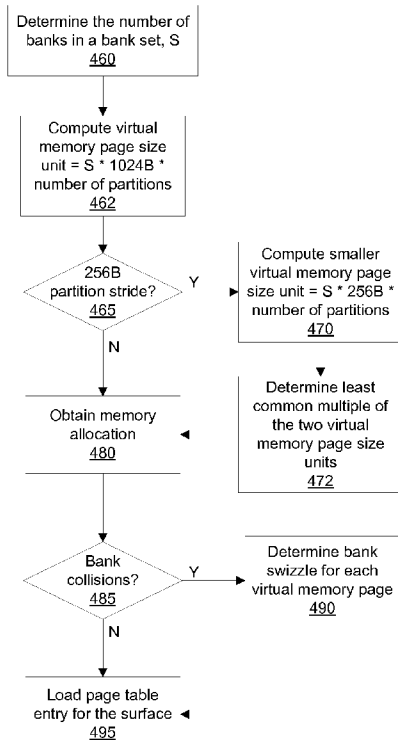 Determine the number of
banks in a bank set, S
460
Compute virtual
memory page size
unit = S * 1024B *
number of partitions
462
256B
partition stride?
465
Y
N
Compute smaller
virtual memory page
size unit = S * 256B *
number of partitions
470
Determine least
common multiple of
the two virtual
memory page size
units
472
Obtain memory
allocation
480
Bank
collisions?
485
Y
N
Determine bank
swizzle for each
virtual memory page
490
Load page table
entry for the surface
495